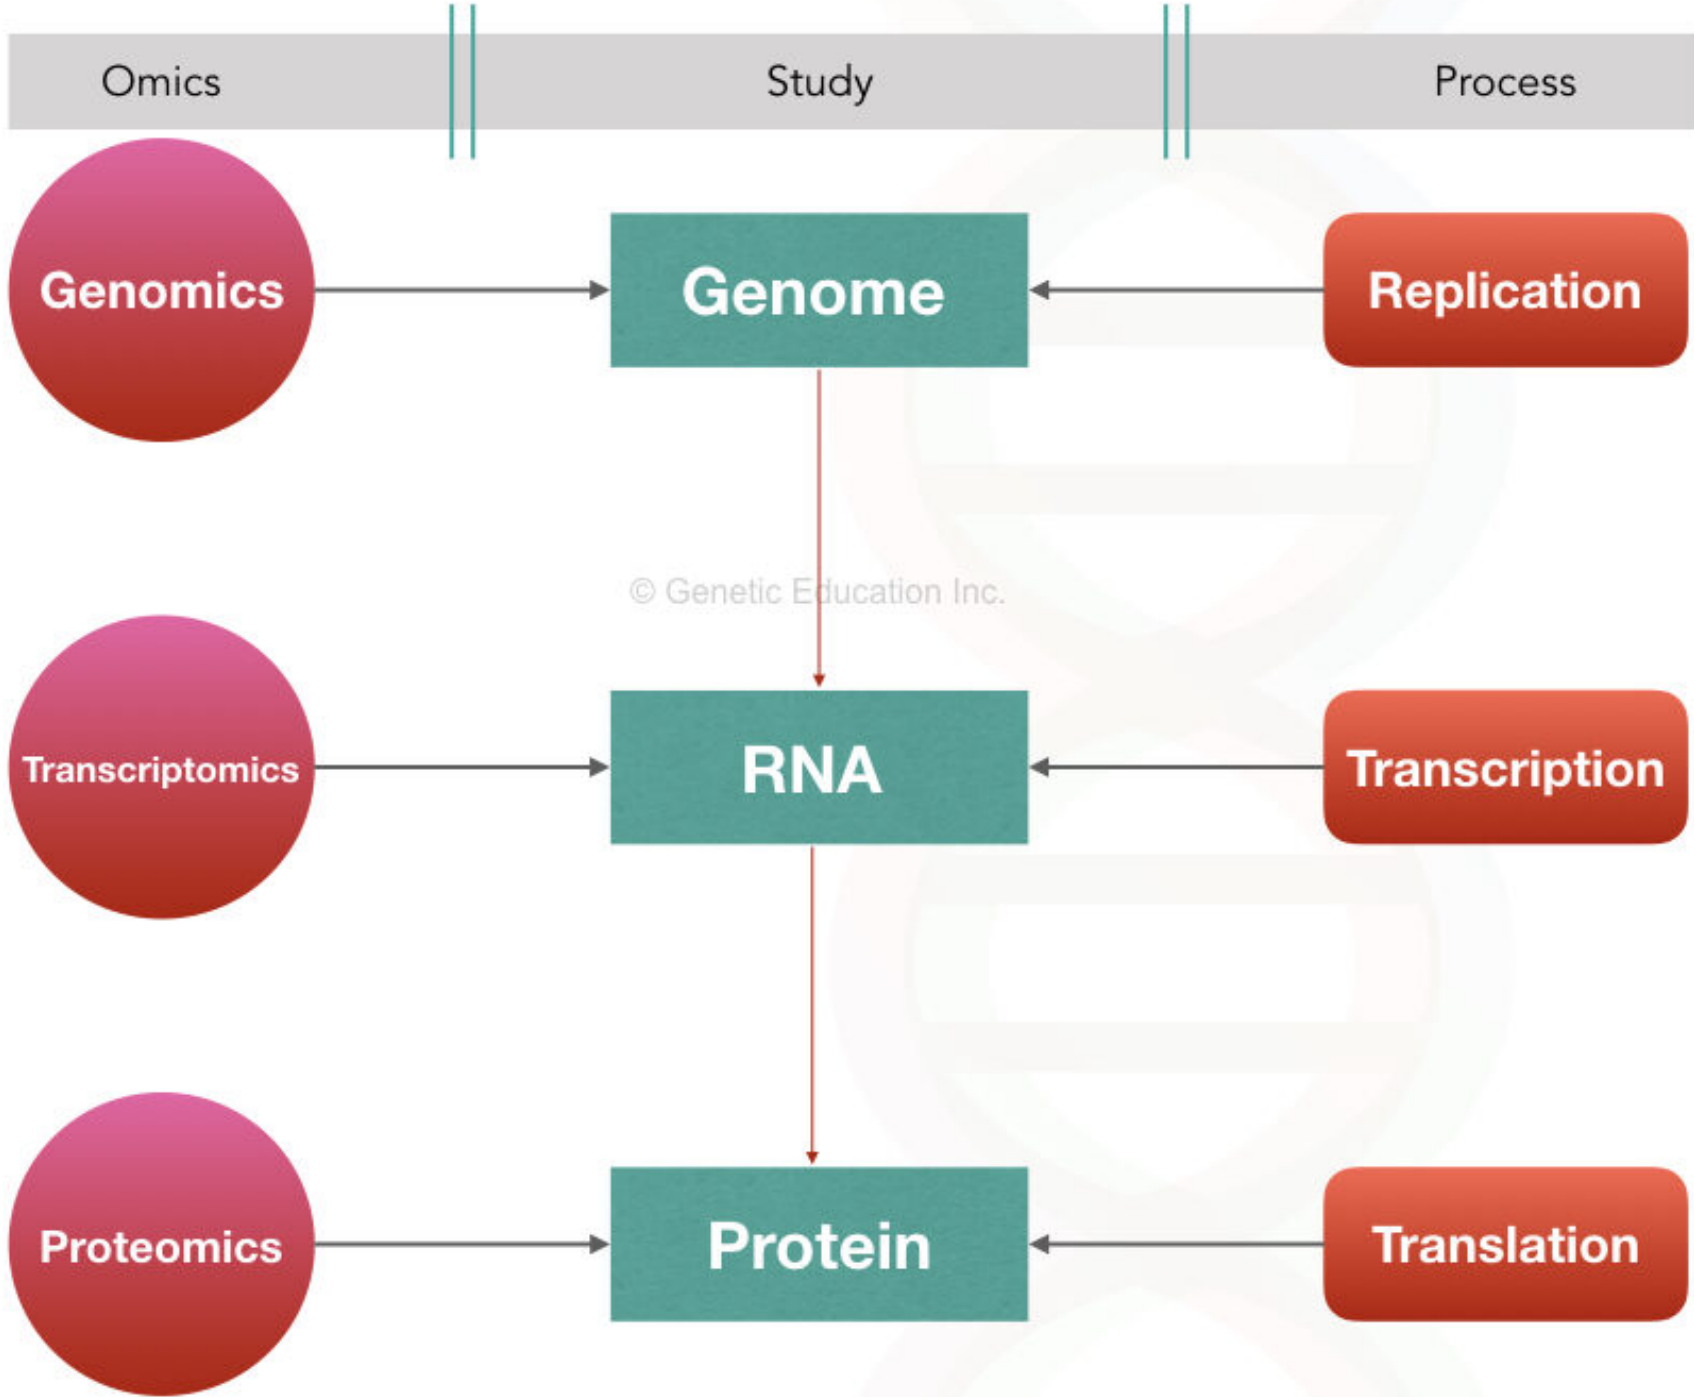 Omics Study Process
Genomics Genome Replication
© Genetic Education Inc.
Transcriptomics RNA Transcription
Proteomics Protein Translation